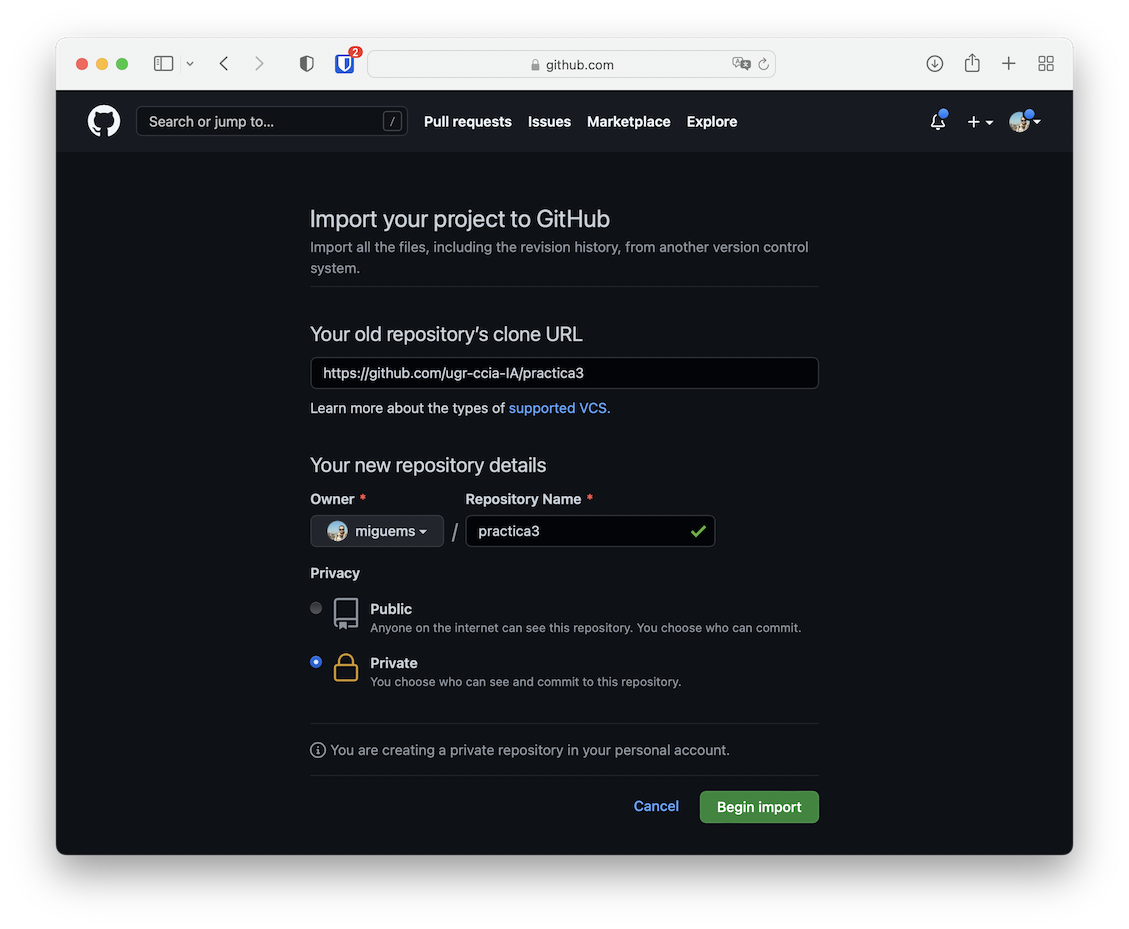 2
github.com
Search or jump to...
/
Pull requests
Issues
Marketplace
Explore
Import your project to GitHub
Import all the files, including the revision history, from another version control
system.
Your old repository's clone URL
https://github.com/ugr-ccia-IA/practica3
Learn more about the types of supported VCS.
Your new repository details
Owner *
Repository Name *
miguems
/
practica3
Privacy
Public
Anyone on the internet can see this repository. You choose who can commit.
Private
You choose who can see and commit to this repository.
You are creating a private repository in your personal account.
Cancel
Begin import